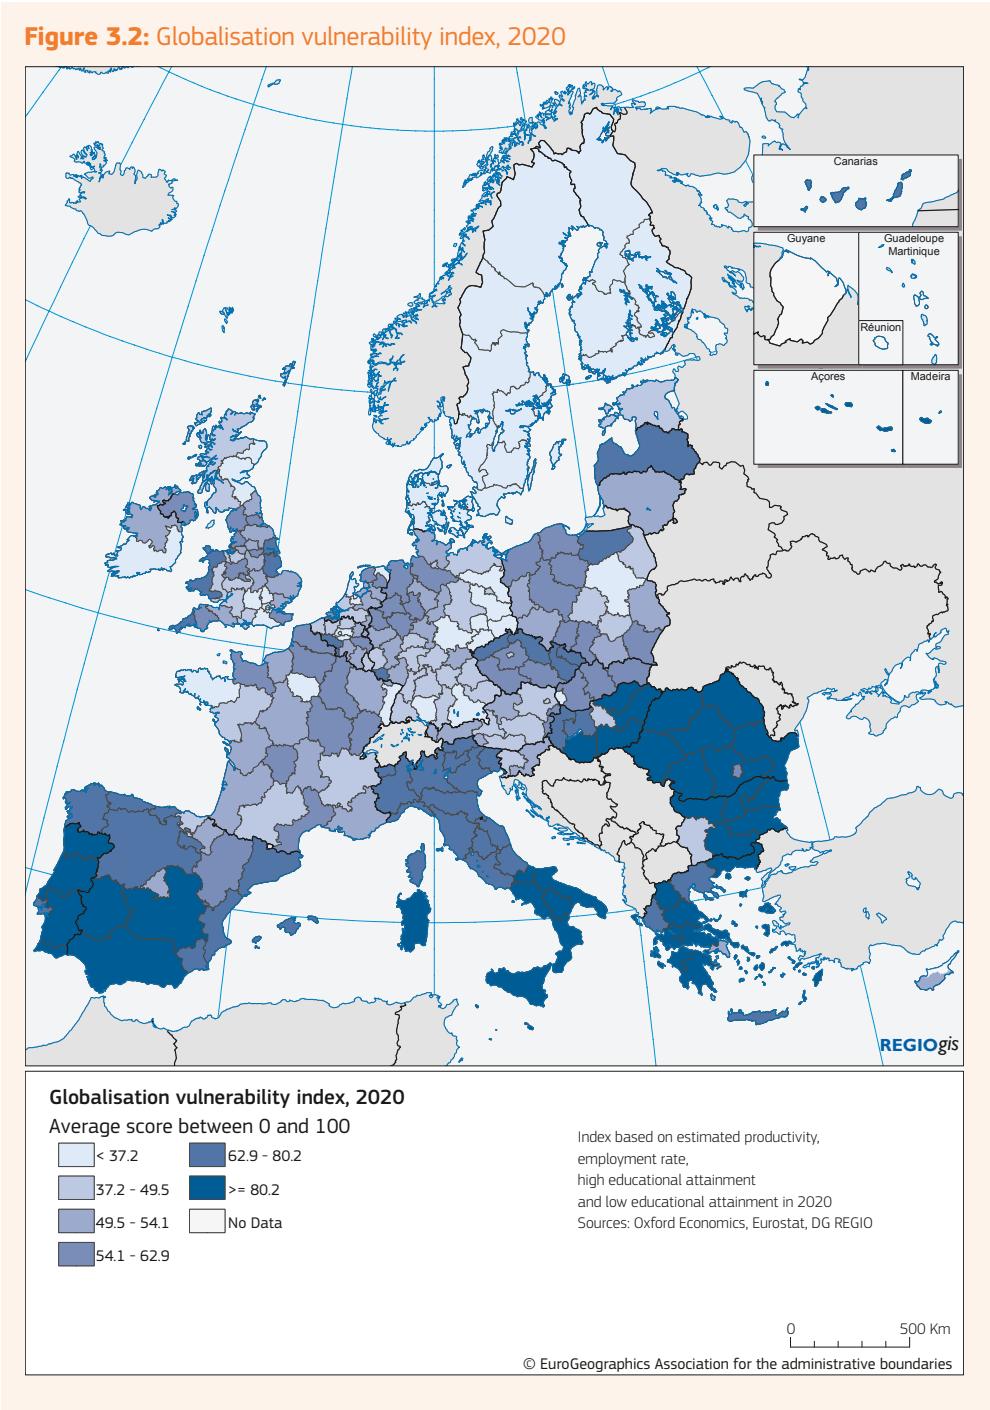 Figure 3.2: Globalisation vulnerability index, 2020
Canarias
Guyane
Guadeloupe
Martinique
Réunion
Açores
Madeira
REGIOgis
Globalisation vulnerability index, 2020
Average score between 0 and 100
< 37.2
37.2 - 49.5
49.5 - 54.1
54.1 - 62.9
62.9 - 80.2
>= 80.2
No Data
Index based on estimated productivity,
employment rate,
high educational attainment
and low educational attainment in 2020
Sources: Oxford Economics, Eurostat, DG REGIO
0 500 Km
© EuroGeographics Association for the administrative boundaries